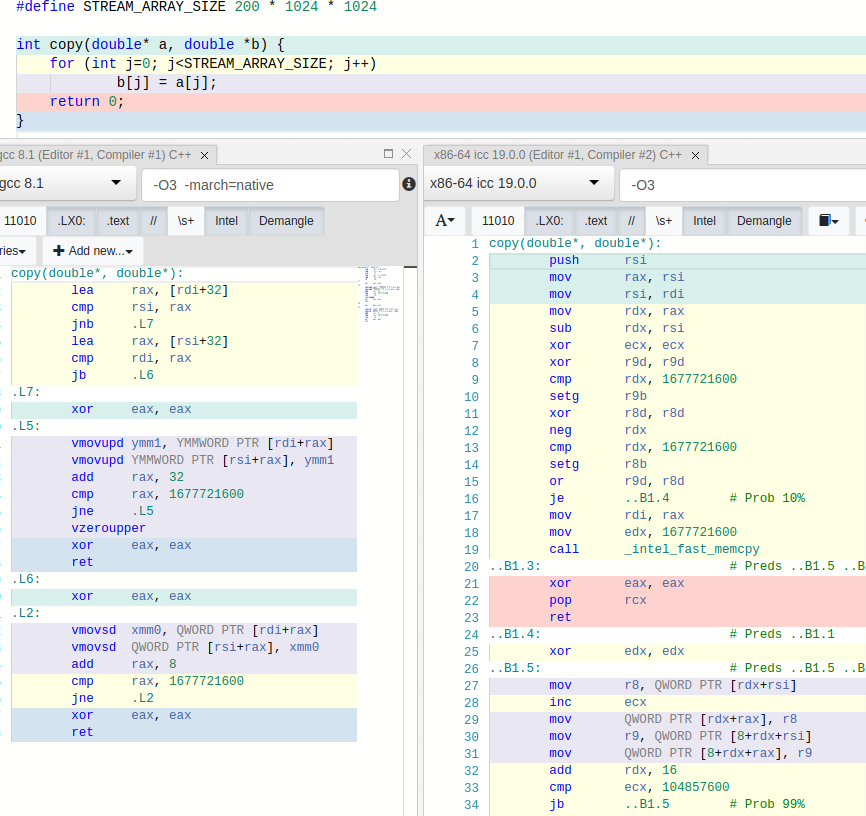 #define STREAM_ARRAY_SIZE 200 * 1024 * 1024
int copy(double* a, double *b) {
for (int j=0; j<STREAM_ARRAY_SIZE; j++)
b[j] = a[j];
return 0;
}
gcc 8.1 (Editor #1, Compiler #1) C++
gcc 8.1
-O3 -march=native
11010 .LX0: .text // \s+ Intel Demangle
ries Add new...
copy(double*, double*):
lea rax, [rdi+32]
cmp rsi, rax
jnb .L7
lea rax, [rsi+32]
cmp rdi, rax
jb .L6
.L7:
xor eax, eax
.L5:
vmovupd ymm1, YMMWORD PTR [rdi+rax]
vmovupd YMMWORD PTR [rsi+rax], ymm1
add rax, 32
cmp rax, 1677721600
jne .L5
vzeroupper
xor eax, eax
ret
.L6:
xor eax, eax
.L2:
vmovsd xmm0, QWORD PTR [rdi+rax]
vmovsd QWORD PTR [rsi+rax], xmm0
add rax, 8
cmp rax, 1677721600
jne .L2
xor eax, eax
ret
x86-64 icc 19.0.0 (Editor #1, Compiler #2) C++
x86-64 icc 19.0.0
-O3
A 11010 .LX0: .text // \s+ Intel Demangle
1 copy(double*, double*):
2 push rsi
3 mov rax, rsi
4 mov rsi, rdi
5 mov rdx, rax
6 sub rdx, rsi
7 xor ecx, ecx
8 xor r9d, r9d
9 cmp rdx, 1677721600
10 setg r9b
11 xor r8d, r8d
12 neg rdx
13 cmp rdx, 1677721600
14 setg r8b
15 or r9d, r8d
16 je ..B1.4 # Prob 10%
17 mov rdi, rax
18 mov edx, 1677721600
19 call _intel_fast_memcpy
20 ..B1.3: # Preds ..B1.5 ..B
21 xor eax, eax
22 pop rcx
23 ret
24 ..B1.4: # Preds ..B1.1
25 xor edx, edx
26 ..B1.5: # Preds ..B1.5 ..B
27 mov r8, QWORD PTR [rdx+rsi]
28 inc ecx
29 mov QWORD PTR [rdx+rax], r8
30 mov r9, QWORD PTR [8+rdx+rsi]
31 mov QWORD PTR [8+rdx+rax], r9
32 add rdx, 16
33 cmp ecx, 104857600
34 jb ..B1.5 # Prob 99%